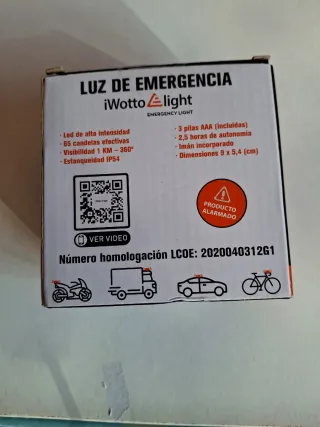 LUZ DE EMERGENCIA
iWotto light
EMERGENCY LIGHT
· Led de alta intensidad
· 65 candelas efectivas
· Visibilidad 1 KM – 360º
· Estanqueidad IP54
· 3 pilas AAA (incluidas)
· 2,5 horas de autonomía
· Imán incorporado
· Dimensiones 9 x 5,4 (cm)
VER VIDEO
PRODUCTO
ALARMADO
Número homologación LCOE: 2020040312G1